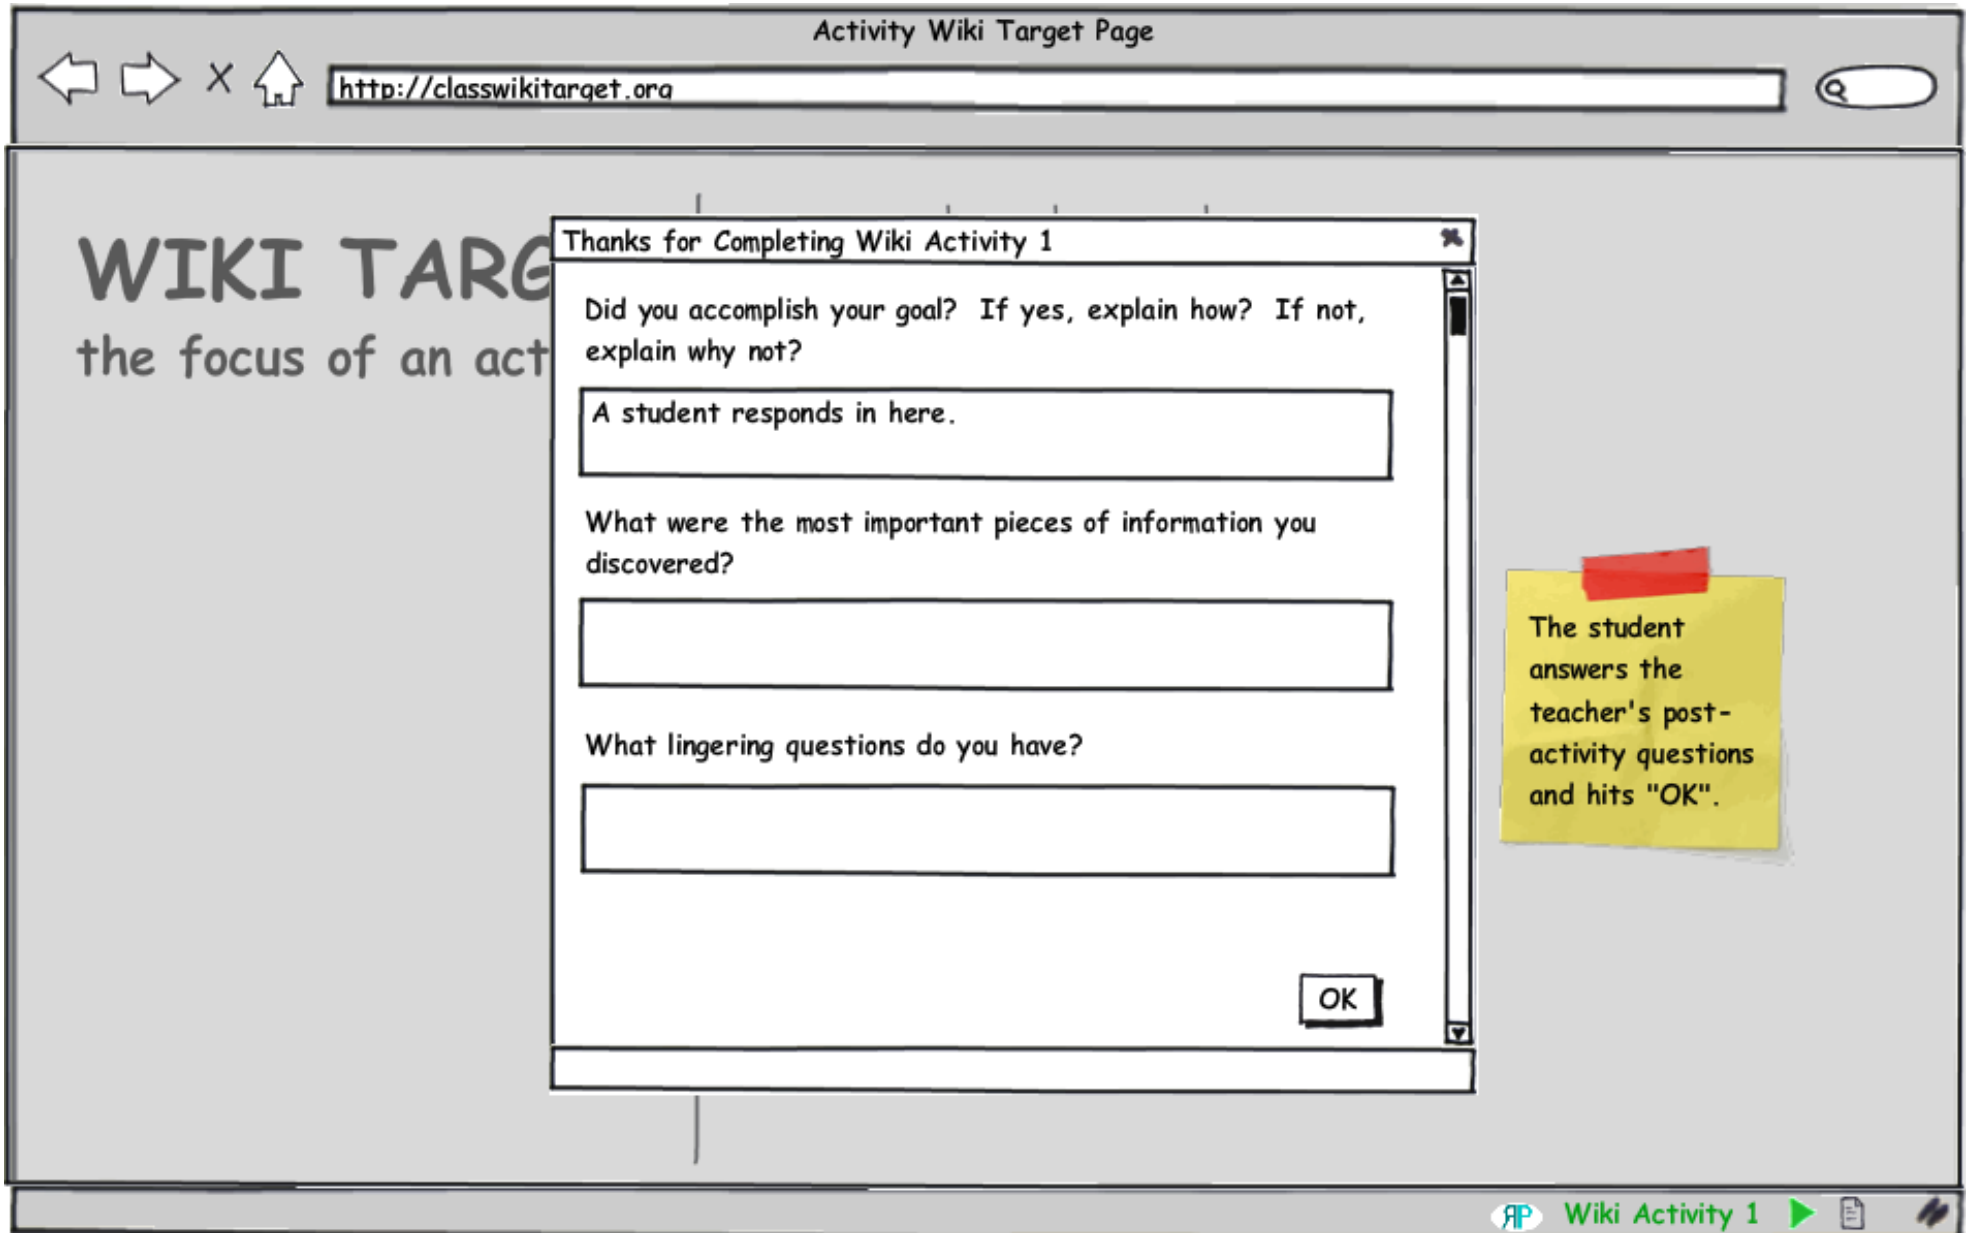 Activity Wiki Target Page
http://classwikitarget.org
WIKI TARG
the focus of an act
Thanks for Completing Wiki Activity 1
Did you accomplish your goal? If yes, explain how? If not,
explain why not?
A student responds in here.
What were the most important pieces of information you
discovered?
What lingering questions do you have?
OK
The student
answers the
teacher's post-
activity questions
and hits "OK".
ЯP Wiki Activity 1